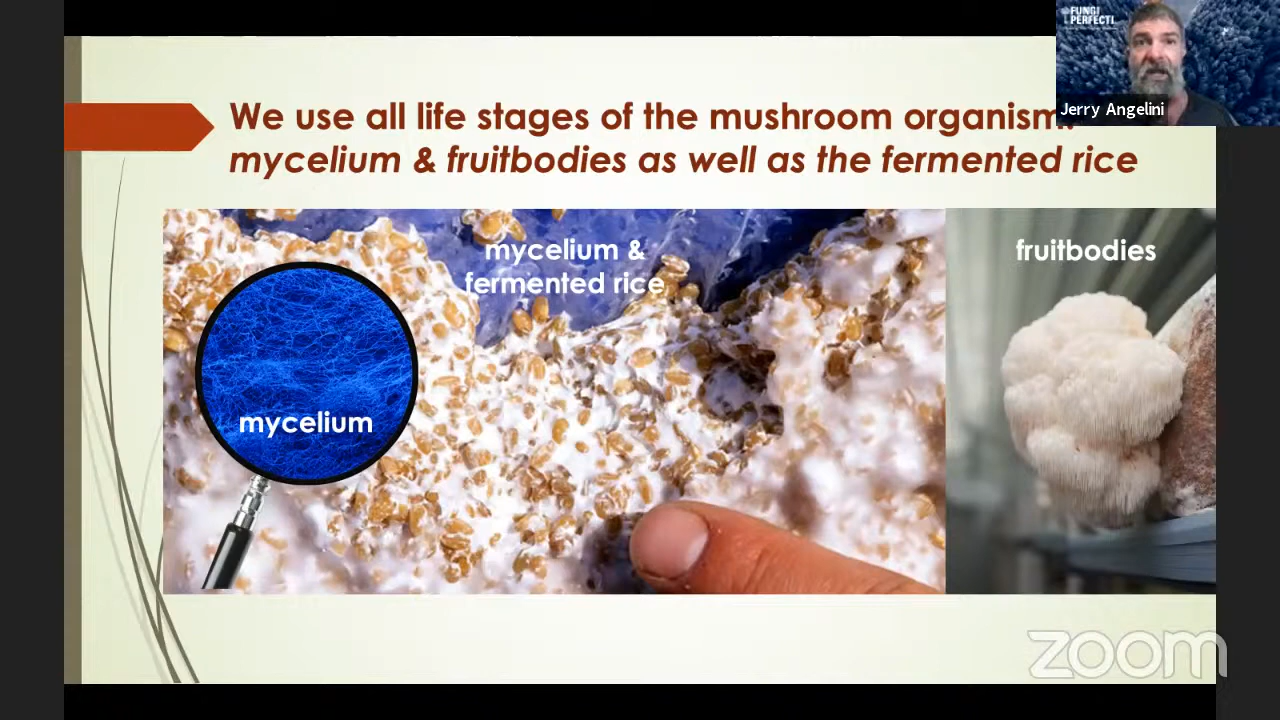 FUNGI
PERFECTI
Jerry Angelini
We use all life stages of the mushroom organism:
mycelium & fruitbodies as well as the fermented rice
mycelium &
fermented rice
fruitbodies
mycelium
zoom